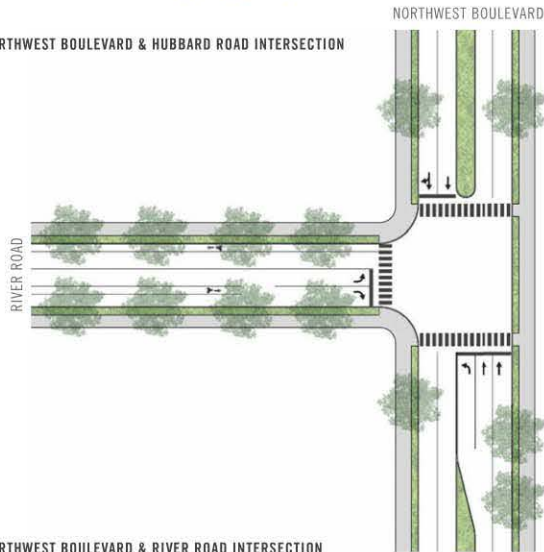 NORTHWEST BOULEVARD
RTHWEST BOULEVARD & HUBBARD ROAD INTERSECTION
RIVER ROAD
RTHWEST BOULEVARD & RIVER ROAD INTERSECTION